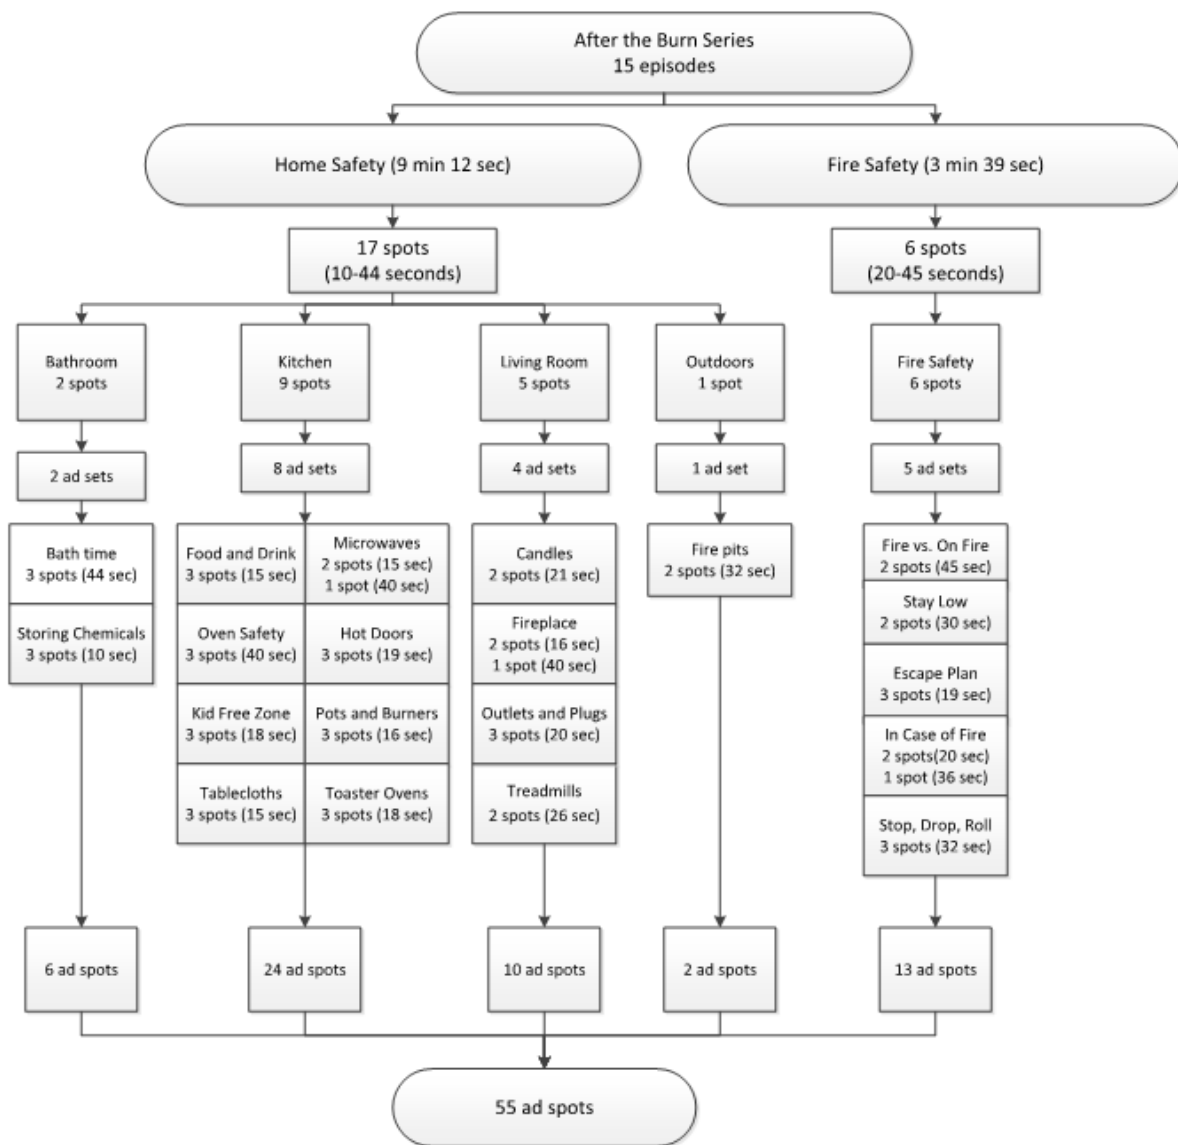 After the Burn Series
15 episodes
Home Safety (9 min 12 sec)
Fire Safety (3 min 39 sec)
17 spots
(10-44 seconds)
6 spots
(20-45 seconds)
Bathroom
2 spots
Kitchen
9 spots
Living Room
5 spots
Outdoors
1 spot
Fire Safety
6 spots
2 ad sets
8 ad sets
4 ad sets
1 ad set
5 ad sets
Bath time
3 spots (44 sec)
Storing Chemicals
3 spots (10 sec)
Food and Drink
3 spots (15 sec)
Microwaves
2 spots (15 sec)
1 spot (40 sec)
Oven Safety
3 spots (40 sec)
Hot Doors
3 spots (19 sec)
Kid Free Zone
3 spots (18 sec)
Pots and Burners
3 spots (16 sec)
Tablecloths
3 spots (15 sec)
Toaster Ovens
3 spots (18 sec)
Candles
2 spots (21 sec)
Fireplace
2 spots (16 sec)
1 spot (40 sec)
Outlets and Plugs
3 spots (20 sec)
Treadmills
2 spots (26 sec)
Fire pits
2 spots (32 sec)
Fire vs. On Fire
2 spots (45 sec)
Stay Low
2 spots (30 sec)
Escape Plan
3 spots (19 sec)
In Case of Fire
2 spots(20 sec)
1 spot (36 sec)
Stop, Drop, Roll
3 spots (32 sec)
6 ad spots
24 ad spots
10 ad spots
2 ad spots
13 ad spots
55 ad spots